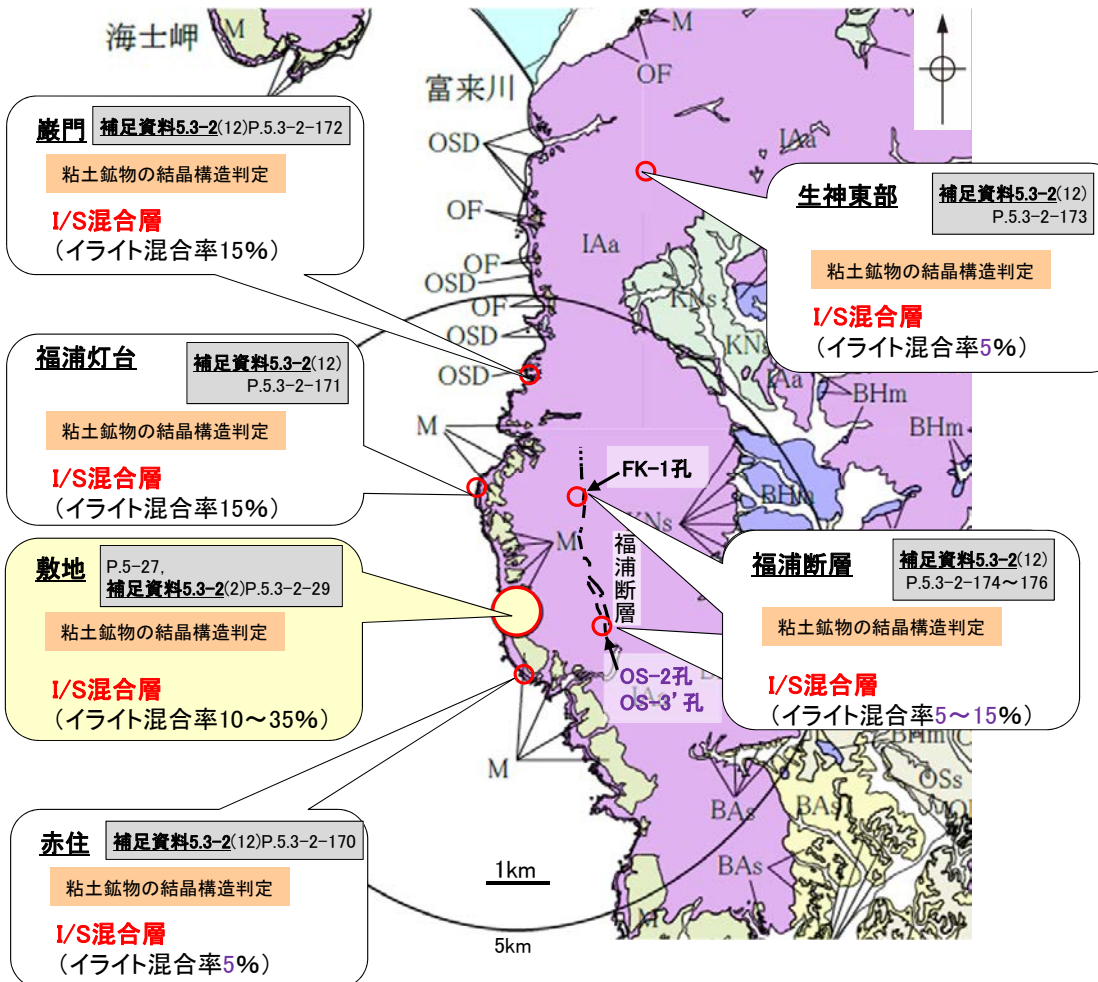 海士岬
M
M
OF
富来川
OSD
OF
OF
OSD
OF
OSD
OSD
M
IAa
IAa
KNs
KNs
IAa
BHm
BHm
BHm
KNs
M
M
BAs
BAs
BAs
BHm
OSs
巌門
補足資料5.3-2(12)P.5.3-2-172
粘土鉱物の結晶構造判定
I/S混合層
(イライト混合率15%)
生神東部
補足資料5.3-2(12)
P.5.3-2-173
粘土鉱物の結晶構造判定
I/S混合層
(イライト混合率5%)
福浦灯台
補足資料5.3-2(12)
P.5.3-2-171
粘土鉱物の結晶構造判定
I/S混合層
(イライト混合率15%)
FK-1孔
福浦断層
OS-2孔
OS-3’孔
敷地
P.5-27,
補足資料5.3-2(2)P.5.3-2-29
粘土鉱物の結晶構造判定
I/S混合層
(イライト混合率10~35%)
福浦断層
補足資料5.3-2(12)
P.5.3-2-174~176
粘土鉱物の結晶構造判定
I/S混合層
(イライト混合率5~15%)
赤住
補足資料5.3-2(12)P.5.3-2-170
粘土鉱物の結晶構造判定
I/S混合層
(イライト混合率5%)
1km
5km